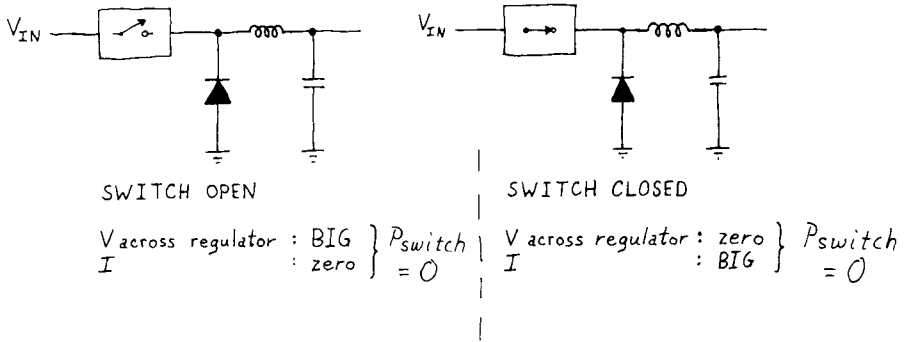 V_IN
SWITCH OPEN
V across regulator : BIG
I : zero
P_switch
= 0
V_IN
SWITCH CLOSED
V across regulator : zero
I : BIG
P_switch
= 0